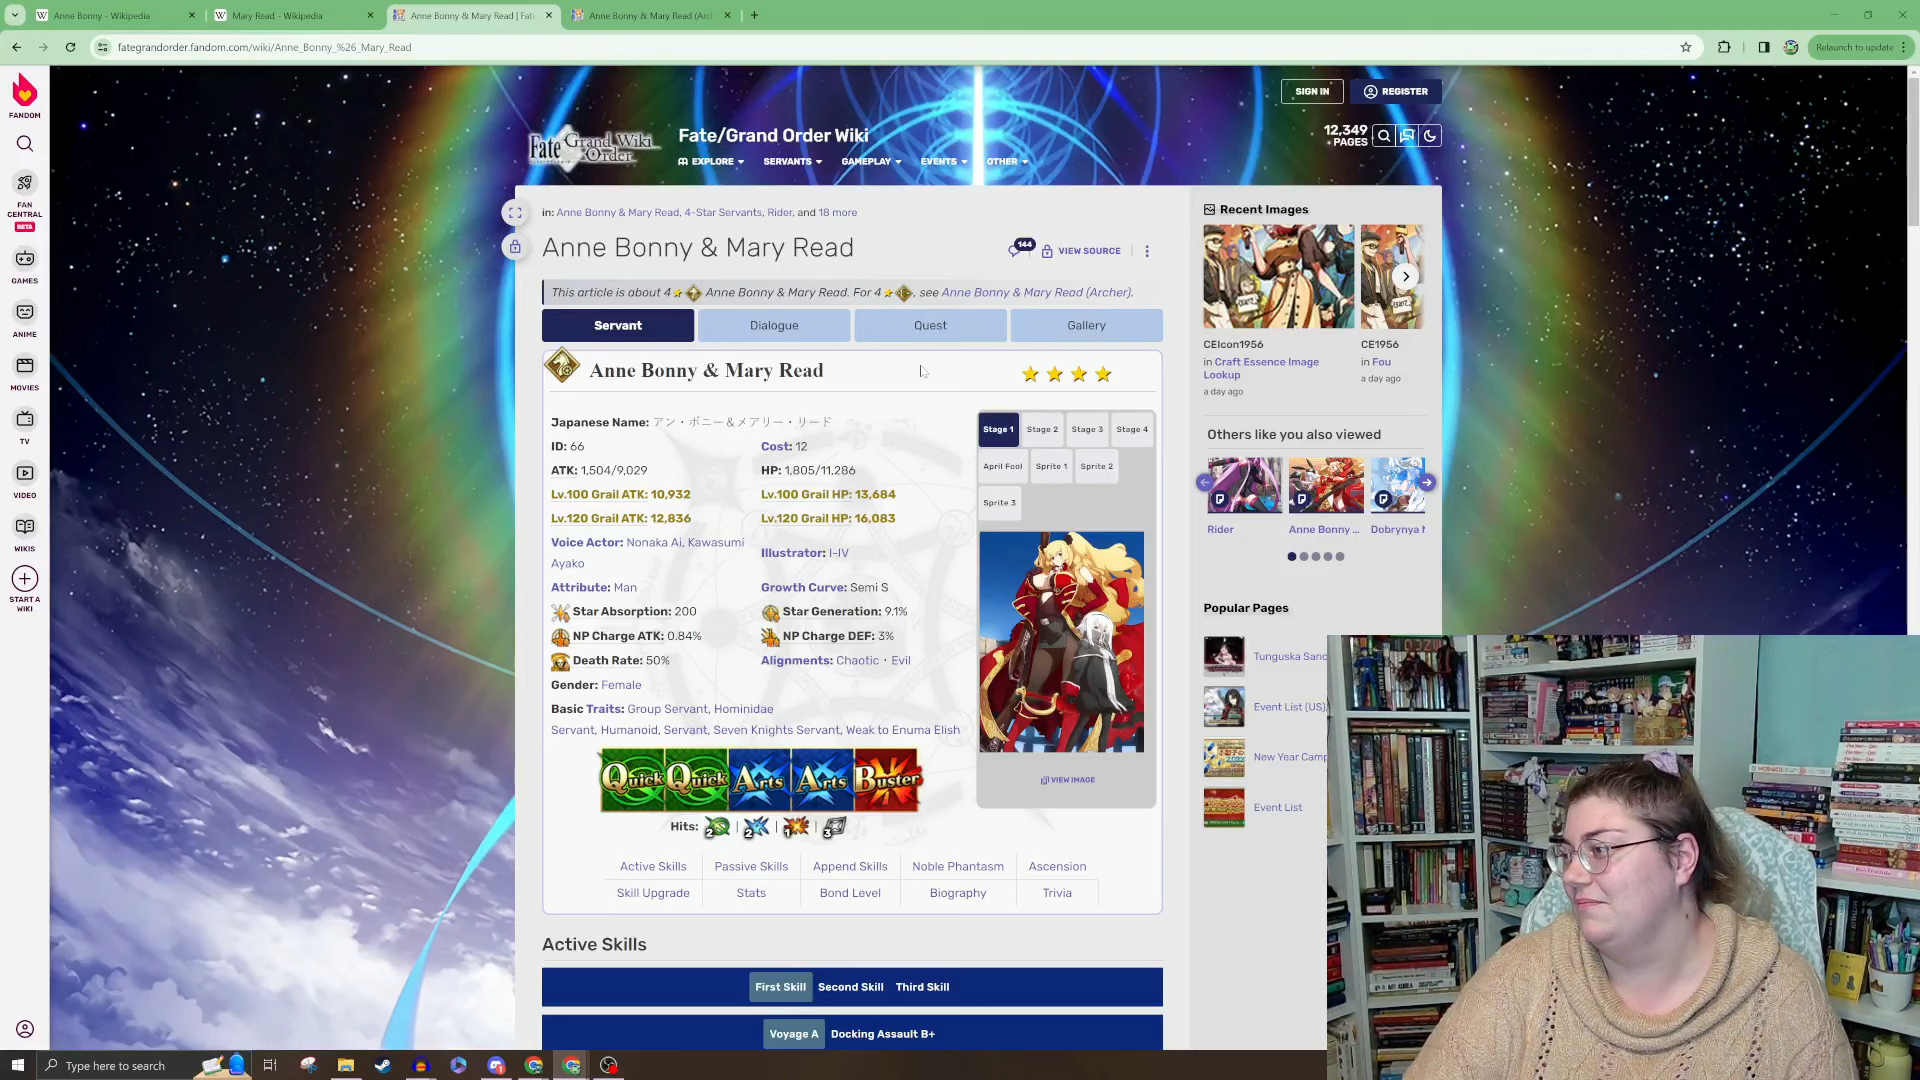 Anne Bonny - Wikipedia
Mary Read - Wikipedia
Anne Bonny & Mary Read | Fat
Anne Bonny & Mary Read (Arc
fategrandorder.fandom.com/wiki/Anne_Bonny_%26_Mary_Read
Relaunch to update
FANDOM
FAN CENTRAL
BETA
GAMES
ANIME
MOVIES
TV
VIDEO
WIKIS
START A WIKI
SIGN IN
REGISTER
Fate Grand Wiki Order
Fate/Grand Order Wiki
12,349 PAGES
EXPLORE SERVANTS GAMEPLAY EVENTS OTHER
in: Anne Bonny & Mary Read, 4-Star Servants, Rider, and 18 more
Anne Bonny & Mary Read
144
VIEW SOURCE
This article is about 4 Anne Bonny & Mary Read. For 4 , see Anne Bonny & Mary Read (Archer).
Servant Dialogue Quest Gallery
Anne Bonny & Mary Read
Japanese Name: アン・ボニー＆メアリー・リード
ID: 66 Cost: 12
ATK: 1,504/9,029 HP: 1,805/11,286
Lv.100 Grail ATK: 10,932 Lv.100 Grail HP: 13,684
Lv.120 Grail ATK: 12,836 Lv.120 Grail HP: 16,083
Voice Actor: Nonaka Ai, Kawasumi
Ayako
Illustrator: I-IV
Attribute: Man Growth Curve: Semi S
Star Absorption: 200 Star Generation: 9.1%
NP Charge ATK: 0.84% NP Charge DEF: 3%
Death Rate: 50% Alignments: Chaotic・Evil
Gender: Female
Basic Traits: Group Servant, Hominidae
Servant, Humanoid, Servant, Seven Knights Servant, Weak to Enuma Elish
Quick Quick Arts Arts Buster
Hits: 2 | 2 | 1 | 3
Stage 1 Stage 2 Stage 3 Stage 4
April Fool Sprite 1 Sprite 2
Sprite 3
VIEW IMAGE
Active Skills Passive Skills Append Skills Noble Phantasm Ascension
Skill Upgrade Stats Bond Level Biography Trivia
Active Skills
First Skill Second Skill Third Skill
Voyage A Docking Assault B+
Recent Images
CEIcon1956 CE1956
in Craft Essence Image Lookup
a day ago
in Fou
a day ago
Others like you also viewed
Rider Anne Bonny ... Dobrynya
Popular Pages
Tunguska Sanc
Event List (US)
New Year Camp
Event List
Type here to search